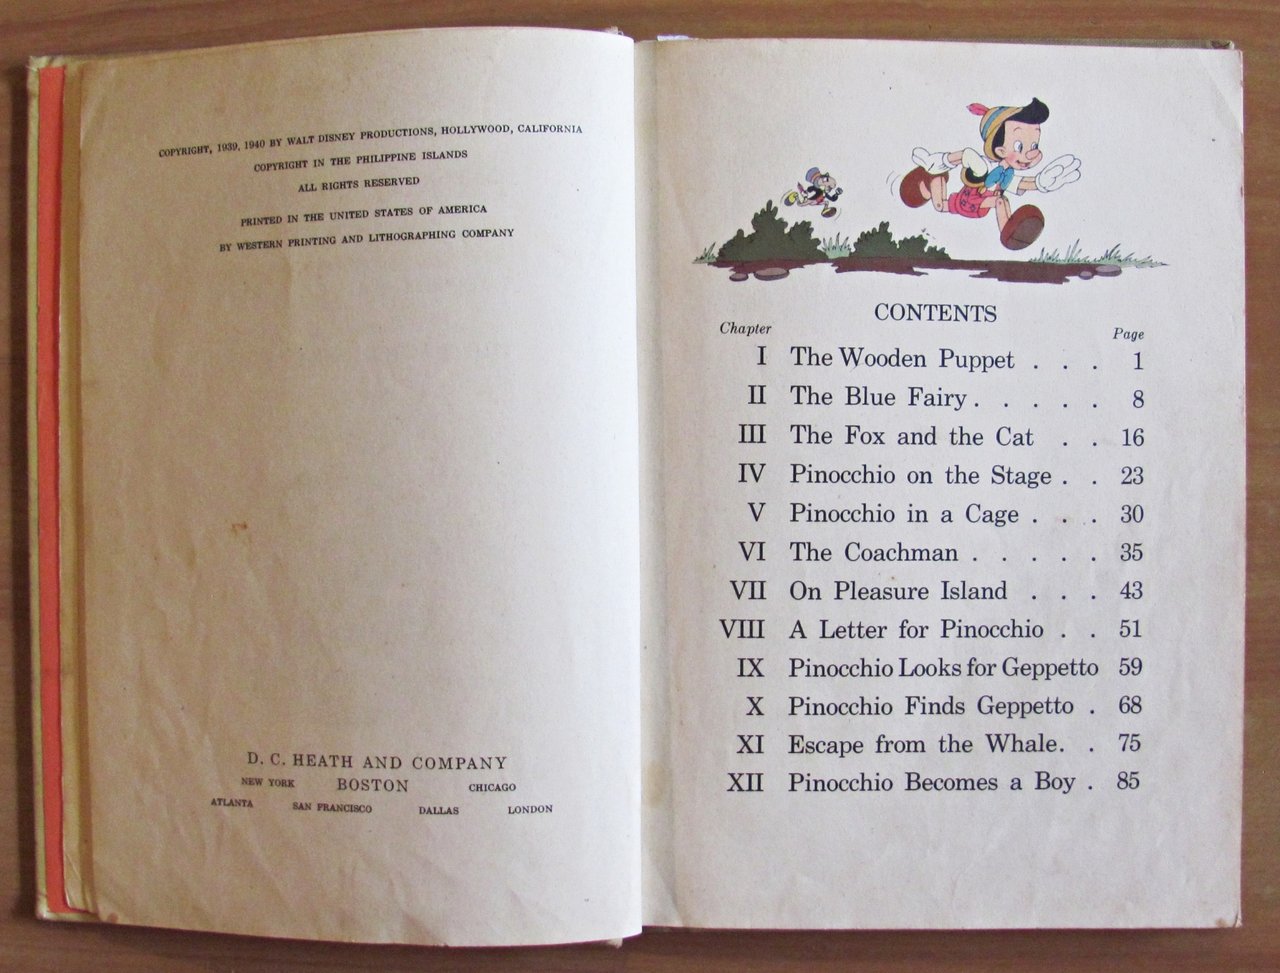 COPYRIGHT, 1939, 1940 BY WALT DISNEY PRODUCTIONS, HOLLYWOOD, CALIFORNIA
COPYRIGHT IN THE PHILIPPINE ISLANDS
ALL RIGHTS RESERVED
PRINTED IN THE UNITED STATES OF AMERICA
BY WESTERN PRINTING AND LITHOGRAPHING COMPANY
D. C. HEATH AND COMPANY
NEW YORK BOSTON CHICAGO
ATLANTA SAN FRANCISCO DALLAS LONDON
CONTENTS
Chapter Page
I The Wooden Puppet . . . 1
II The Blue Fairy . . . . . 8
III The Fox and the Cat . . 16
IV Pinocchio on the Stage . . 23
V Pinocchio in a Cage . . . 30
VI The Coachman . . . . . 35
VII On Pleasure Island . . . 43
VIII A Letter for Pinocchio . . 51
IX Pinocchio Looks for Geppetto 59
X Pinocchio Finds Geppetto . 68
XI Escape from the Whale. . 75
XII Pinocchio Becomes a Boy . 85